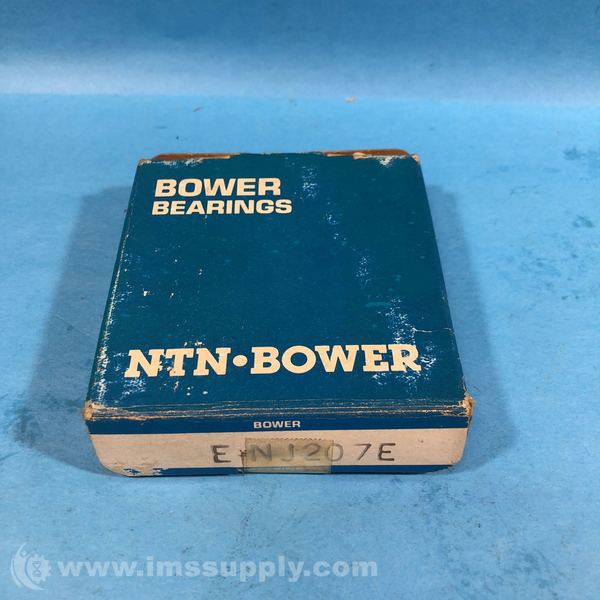 BOWER
BEARINGS
NTN·BOWER
BOWER
E-NJ207E
www.imssupply.com